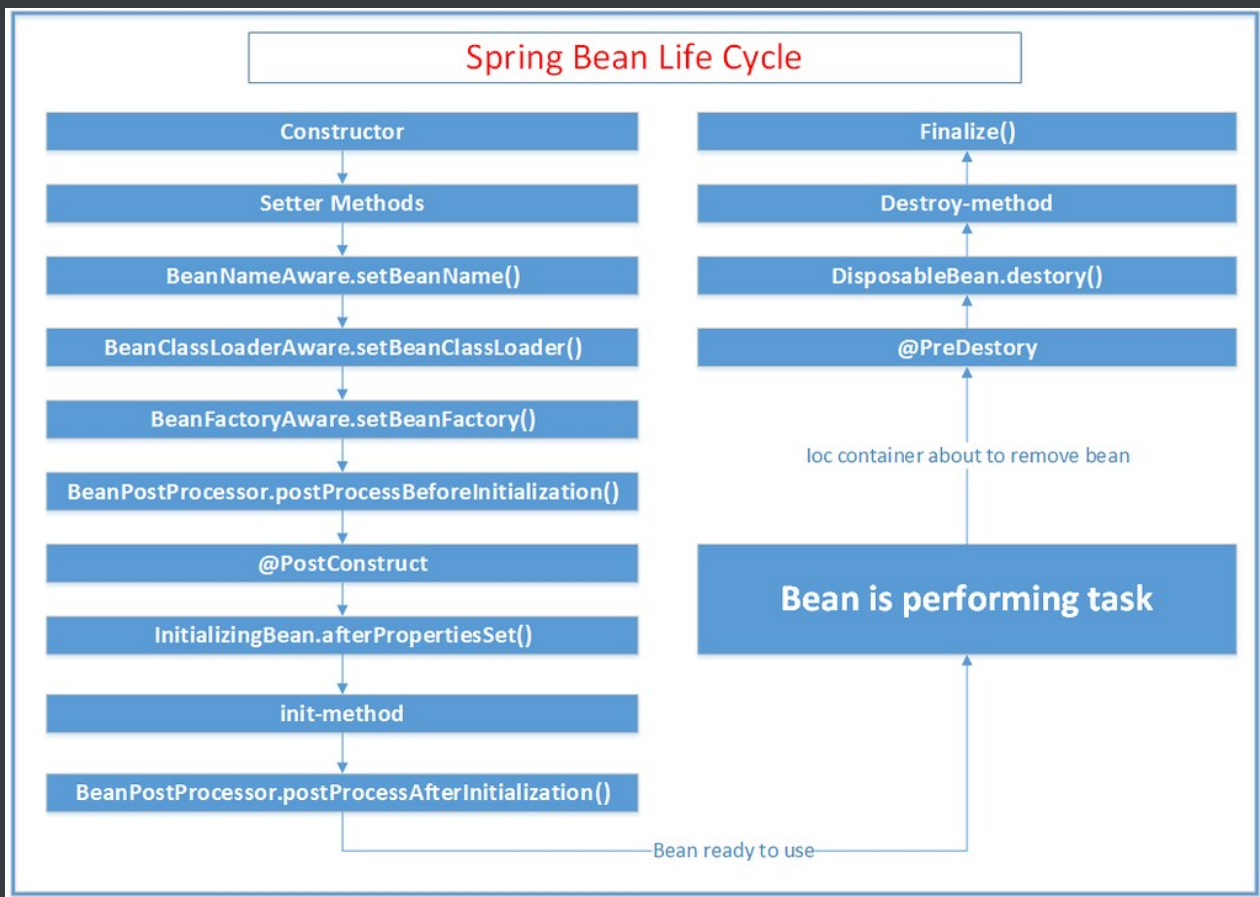 Spring Bean Life Cycle
Constructor
Setter Methods
BeanNameAware.setBeanName()
BeanClassLoaderAware.setBeanClassLoader()
BeanFactoryAware.setBeanFactory()
BeanPostProcessor.postProcessBeforeInitialization()
@PostConstruct
InitializingBean.afterPropertiesSet()
init-method
BeanPostProcessor.postProcessAfterInitialization()
Bean ready to use
Bean is performing task
Ioc container about to remove bean
@PreDestory
DisposableBean.destory()
Destroy-method
Finalize()